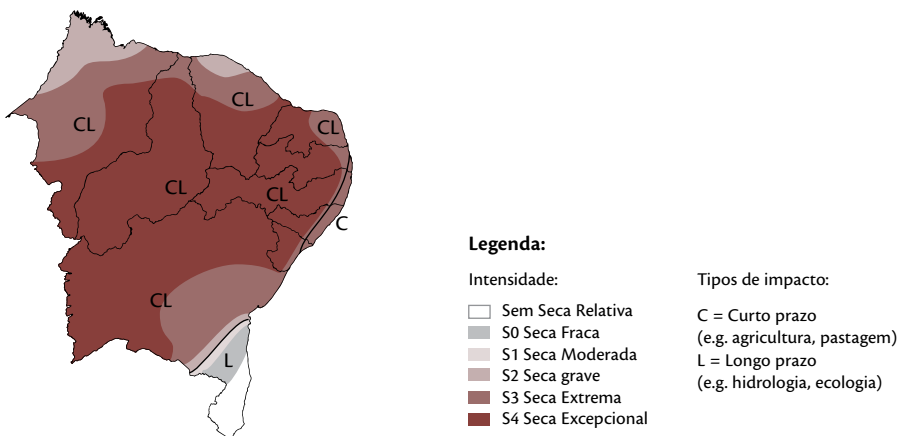 CL
CL
CL
CL
CL
C
CL
L
Legenda:
Intensidade:
Sem Seca Relativa
S0 Seca Fraca
S1 Seca Moderada
S2 Seca grave
S3 Seca Extrema
S4 Seca Excepcional
Tipos de impacto:
C = Curto prazo
(e.g. agricultura, pastagem)
L = Longo prazo
(e.g. hidrologia, ecologia)